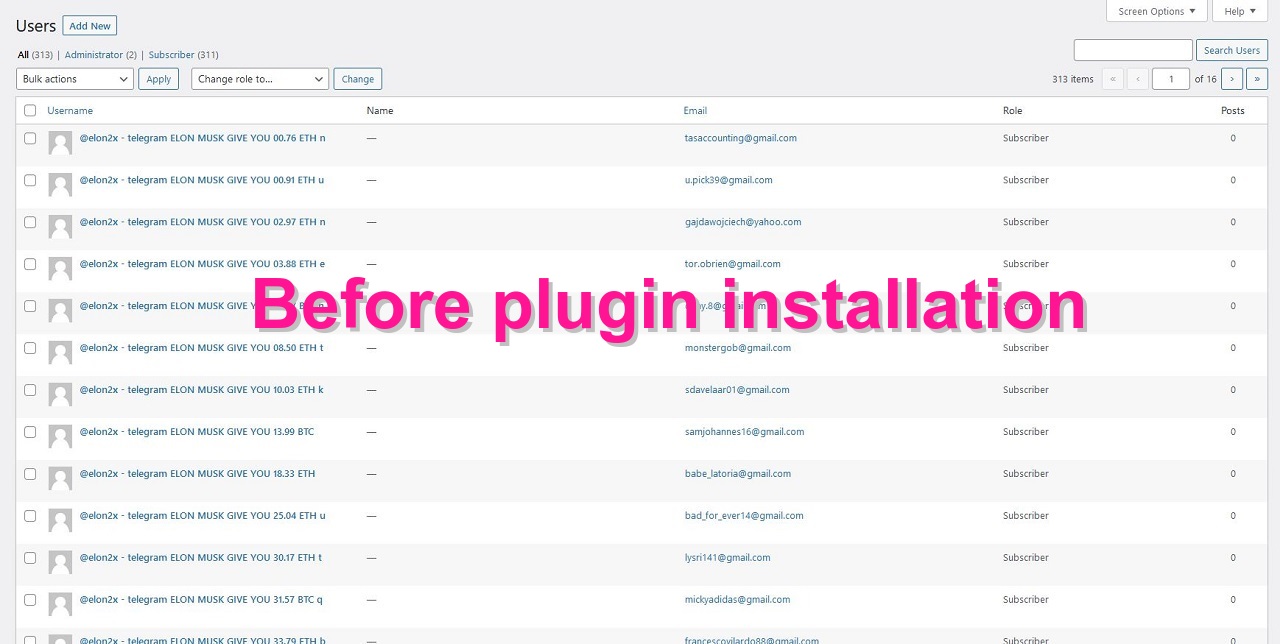 Screen Options ▼ Help ▼
Users Add New
All (313) | Administrator (2) | Subscriber (311)
Search Users
Bulk actions Apply Change role to... Change 313 items « ‹ 1 of 16 › »
Username Name Email Role Posts
@elon2x - telegram ELON MUSK GIVE YOU 00.76 ETH n — tasaccounting@gmail.com Subscriber 0
@elon2x - telegram ELON MUSK GIVE YOU 00.91 ETH u — u.pick39@gmail.com Subscriber 0
@elon2x - telegram ELON MUSK GIVE YOU 02.97 ETH n — gajdawojciech@yahoo.com Subscriber 0
@elon2x - telegram ELON MUSK GIVE YOU 03.88 ETH e — tor.obrien@gmail.com Subscriber 0
Before plugin installation
@elon2x - telegram ELON MUSK GIVE 0
@elon2x - telegram ELON MUSK GIVE YOU 08.50 ETH t — monstergob@gmail.com Subscriber 0
@elon2x - telegram ELON MUSK GIVE YOU 10.03 ETH k — sdavelaar01@gmail.com Subscriber 0
@elon2x - telegram ELON MUSK GIVE YOU 13.99 BTC — samjohannes16@gmail.com Subscriber 0
@elon2x - telegram ELON MUSK GIVE YOU 18.33 ETH — babe_latoria@gmail.com Subscriber 0
@elon2x - telegram ELON MUSK GIVE YOU 25.04 ETH u — bad_for_ever14@gmail.com Subscriber 0
@elon2x - telegram ELON MUSK GIVE YOU 30.17 ETH t — lysri141@gmail.com Subscriber 0
@elon2x - telegram ELON MUSK GIVE YOU 31.57 BTC q — mickyadidas@gmail.com Subscriber 0
@elon2x - telegram ELON MUSK GIVE YOU 33.79 ETH b — francescovilardo88@gmail.com Subscriber 0